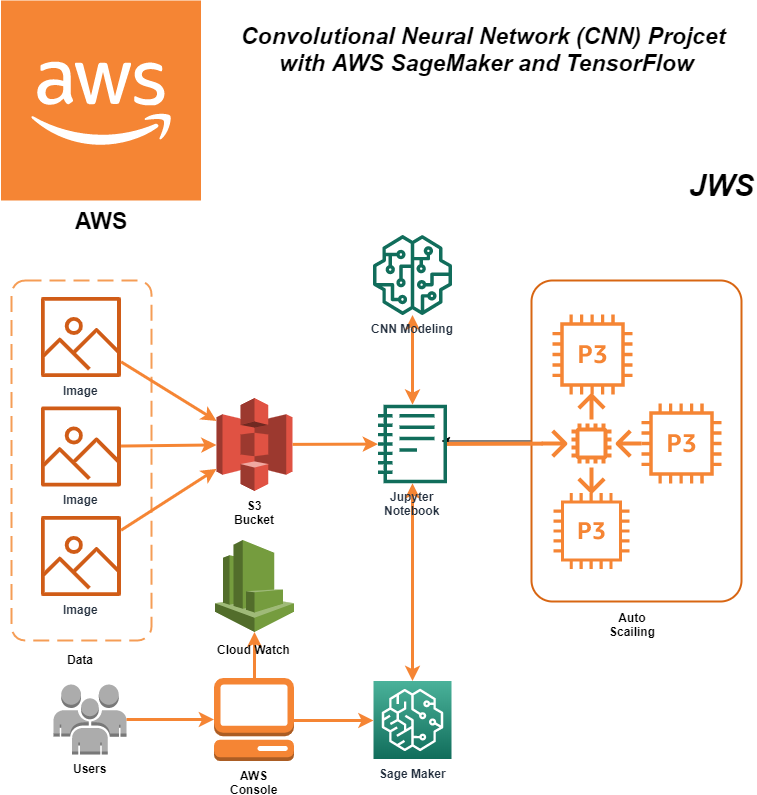 aws
Convolutional Neural Network (CNN) Projcet
with AWS SageMaker and TensorFlow
JWS
AWS
CNN Modeling
Image
P3
P3
Image
Jupyter
Notebook
S3
Bucket
P3
Image
Auto
Scailing
Cloud Watch
Data
Users
AWS
Console
Sage Maker